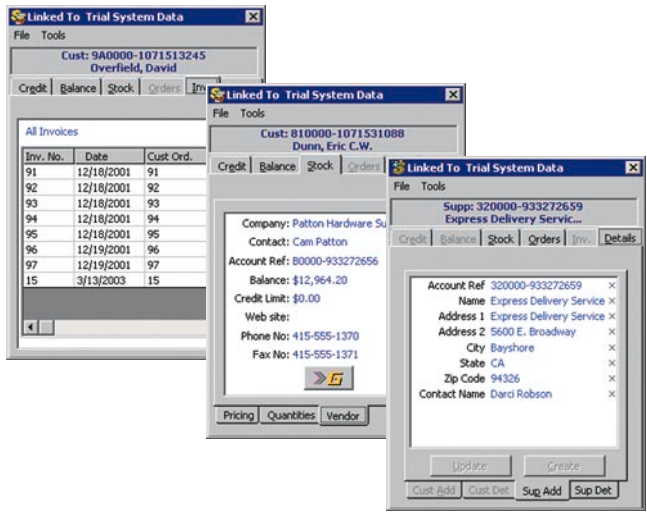 Linked To Trial System Data
File Tools
Cust: 9A0000-1071513245
Overfield, David
Credit Balance Stock Orders Inv
All Invoices
Inv. No. Date Cust Ord.
91 12/18/2001 91
92 12/18/2001 92
93 12/18/2001 93
94 12/18/2001 94
95 12/18/2001 95
96 12/19/2001 96
97 12/19/2001 97
15 3/13/2003 15
Linked To Trial System Data
File Tools
Cust: 810000-1071531088
Dunn, Eric C.W.
Credit Balance Stock Orders
Company: Patton Hardware Su
Contact: Cam Patton
Account Ref: B0000-933272656
Balance: $12,964.20
Credit Limit: $0.00
Web site:
Phone No: 415-555-1370
Fax No: 415-555-1371
Pricing Quantities Vendor
Linked To Trial System Data
File Tools
Supp: 320000-933272659
Express Delivery Servic...
Credit Balance Stock Orders Inv. Details
Account Ref 320000-933272659
Name Express Delivery Service
Address 1 Express Delivery Service
Address 2 5600 E. Broadway
City Bayshore
State CA
Zip Code 94326
Contact Name Darci Robson
Update Create
Cust Add Cust Det Sup Add Sup Det